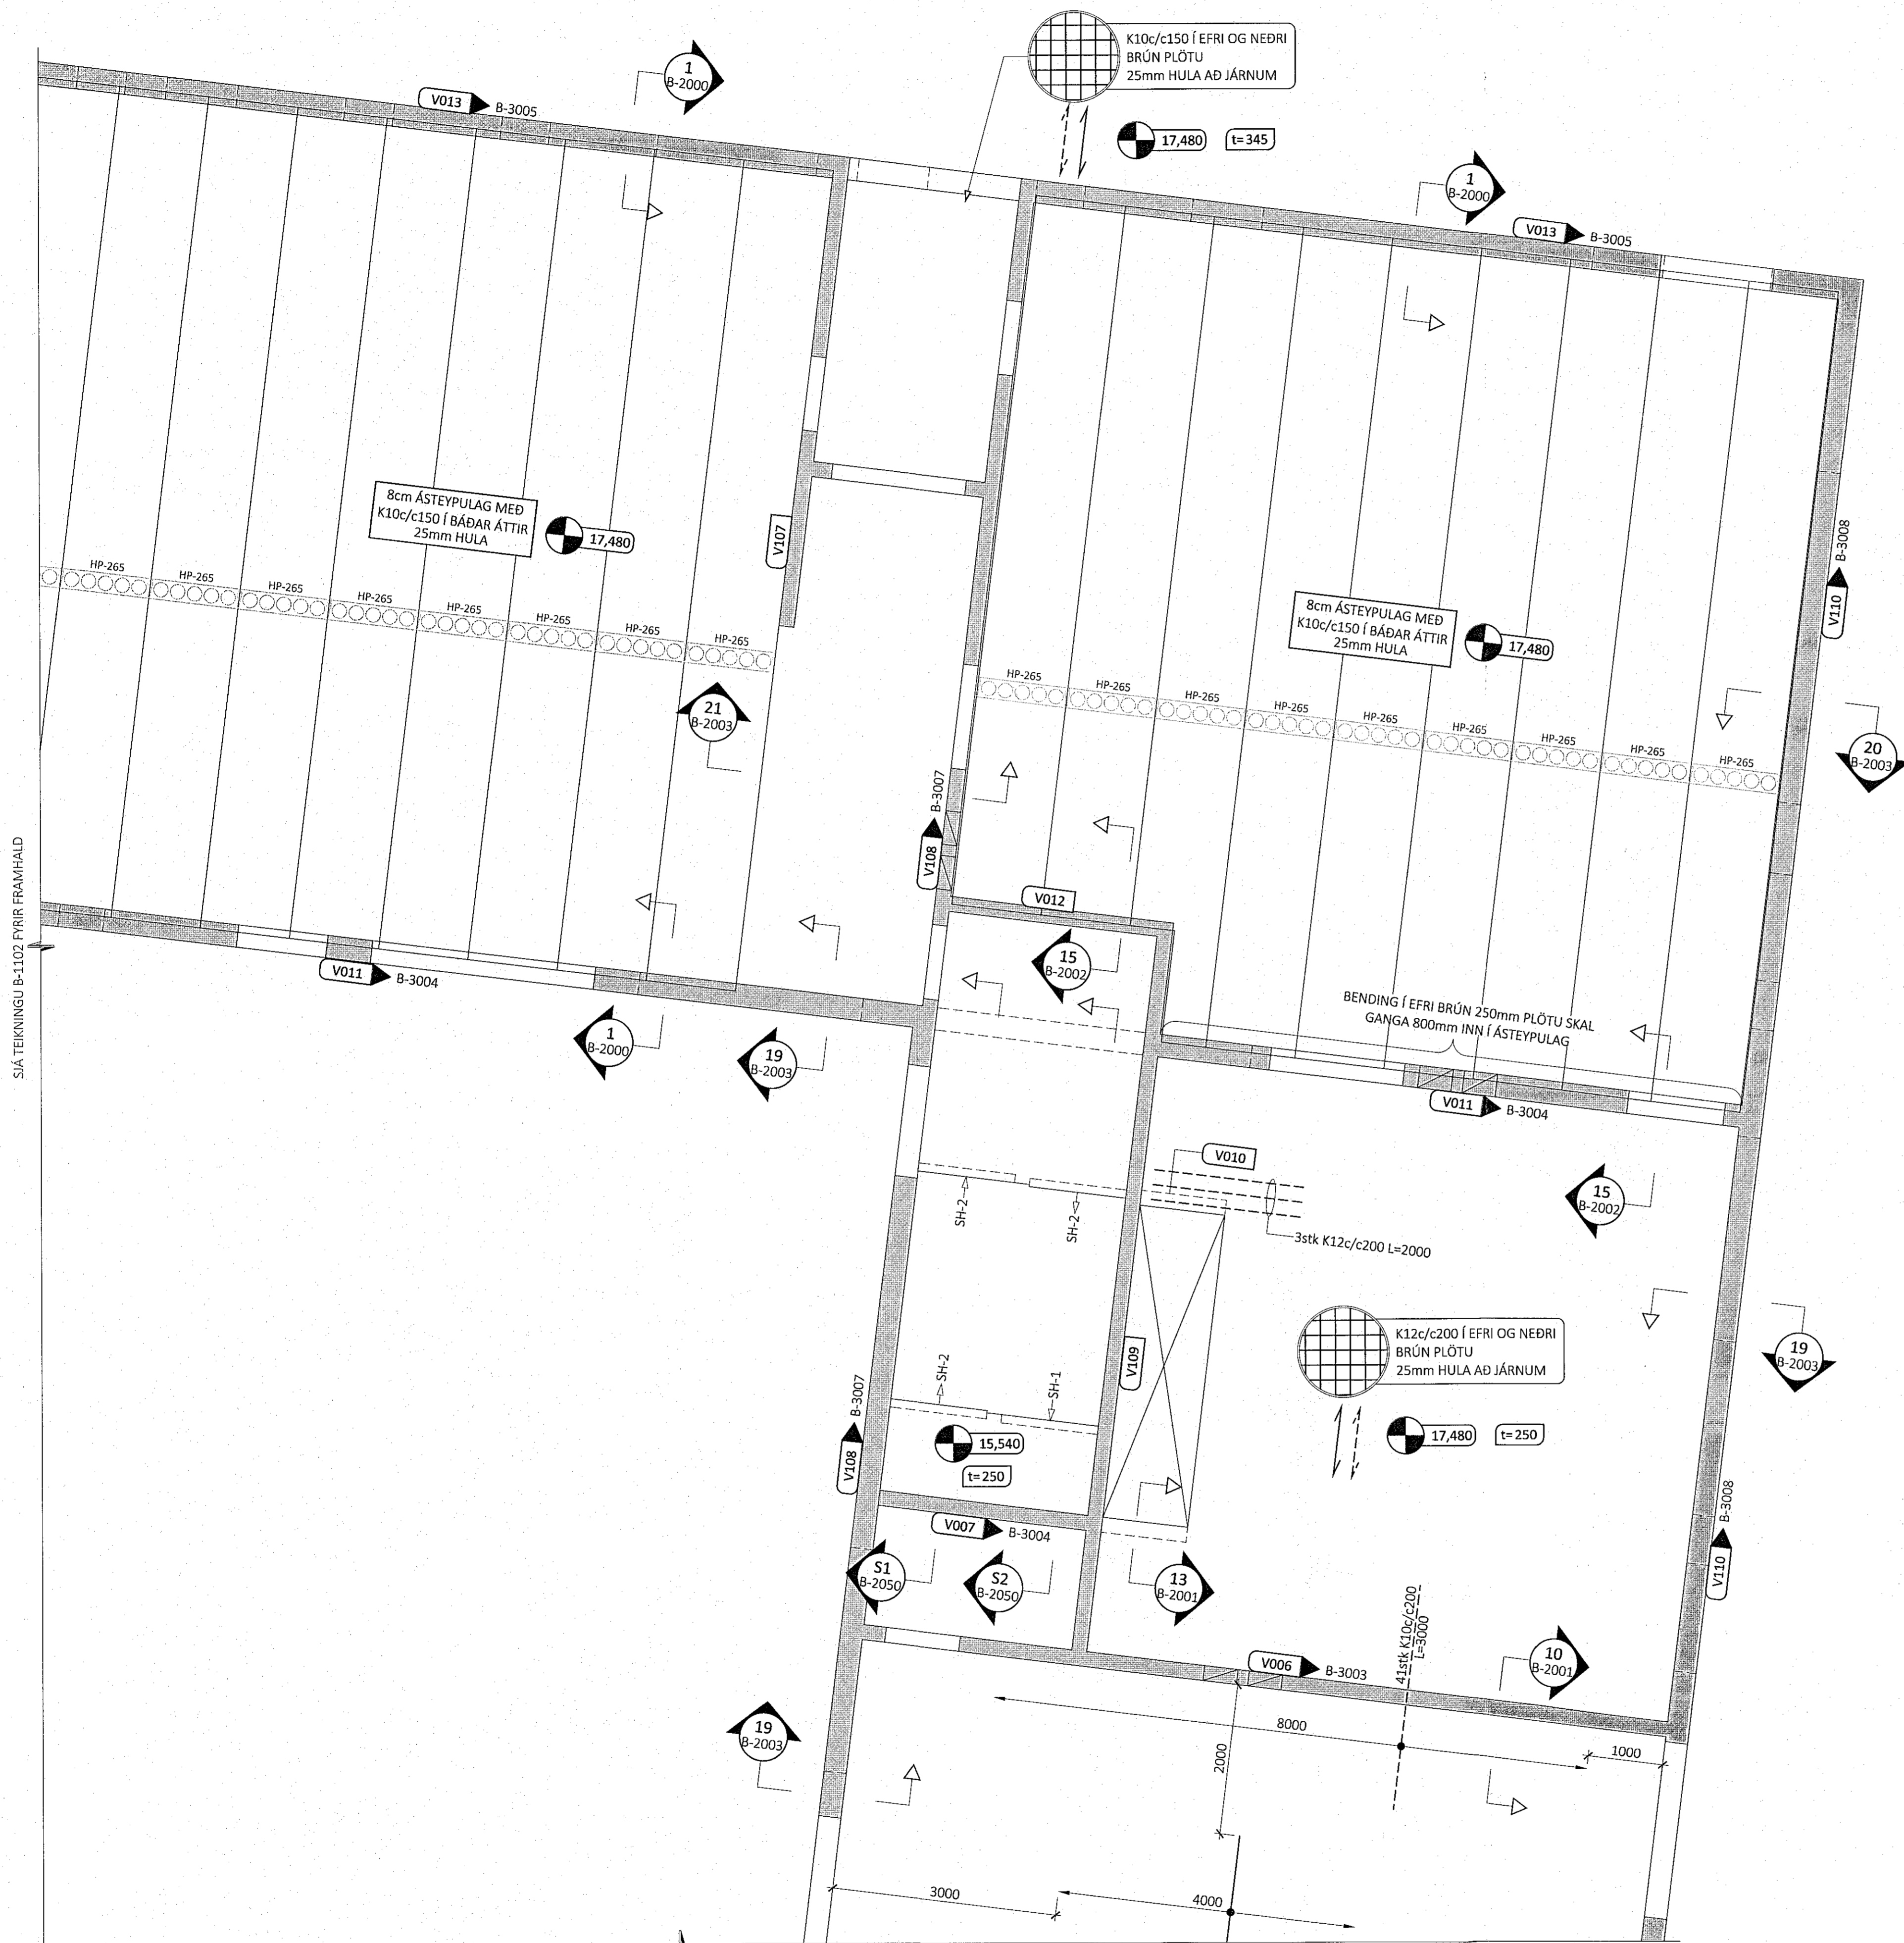 K10c/c150 Í EFRI OG NEÐRI
BRÚN PLÖTU
25mm HULA AÐ JÁRNUM
1
B-2000
V013
B-3005
17,480
t=345
1
B-2000
V013
B-3005
8cm ÁSTEYPULAG MEÐ
K10c/c150 Í BÁÐAR ÁTTIR
25mm HULA
17,480
V107
HP-265
HP-265
HP-265
HP-265
HP-265
HP-265
HP-265
HP-265
B-3008
V110
8cm ÁSTEYPULAG MEÐ
K10c/c150 Í BÁÐAR ÁTTIR
25mm HULA
17,480
HP-265
HP-265
HP-265
HP-265
HP-265
HP-265
HP-265
HP-265
HP-265
21
B-2003
20
B-2003
B-3007
V108
SJÁ TEIKNINGU B-1102 FYRIR FRAMHALD
V012
15
B-2002
V011
B-3004
BENDING Í EFRI BRÚN 250mm PLÖTU SKAL
GANGA 800mm INN Í ÁSTEYPULAG
1
B-2000
19
B-2003
V011
B-3004
V010
15
B-2002
SH-2
SH-2
3stk K12c/c200 L=2000
K12c/c200 Í EFRI OG NEÐRI
BRÚN PLÖTU
25mm HULA AÐ JÁRNUM
19
B-2003
V109
SH-2
SH-1
B-3007
V108
15,540
t=250
17,480
t=250
B-3008
V110
V007
B-3004
S1
B-2050
S2
B-2050
13
B-2001
41stk K10c/c200
L=3000
V006
B-3003
10
B-2001
19
B-2003
8000
1000
2000
3000
4000